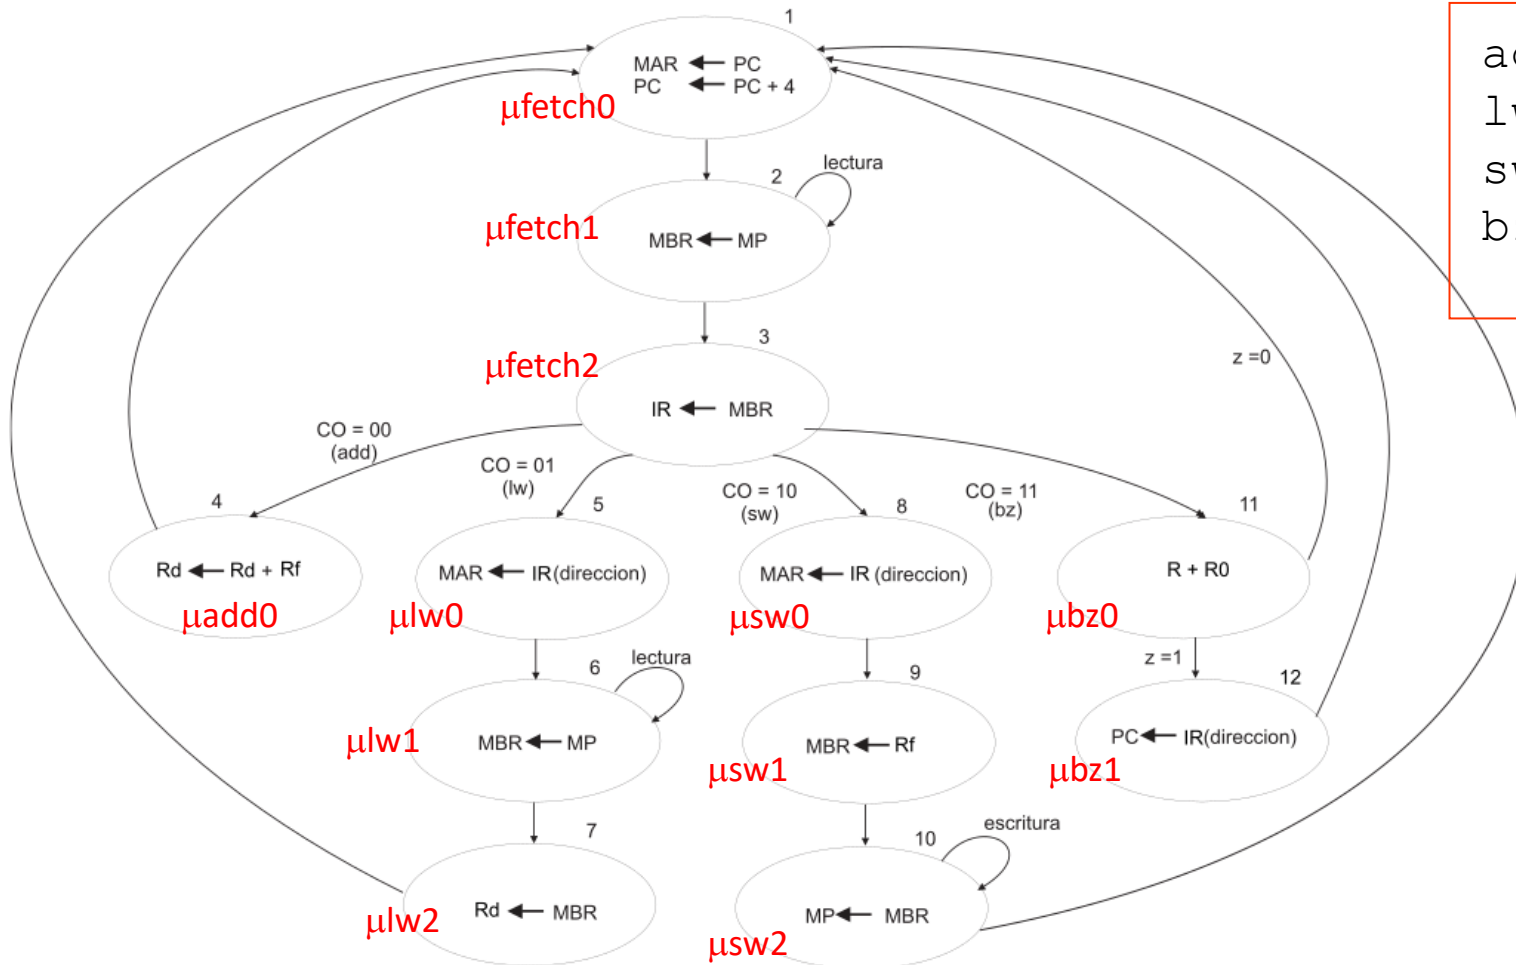 1
MAR ← PC
PC ← PC + 4
μfetch0
2
lectura
μfetch1
MBR ← MP
3
μfetch2
IR ← MBR
z =0
CO = 00
(add)
CO = 01
(lw)
CO = 10
(sw)
CO = 11
(bz)
4
Rd ← Rd + Rf
μadd0
5
MAR ← IR(direccion)
μlw0
8
MAR ← IR (direccion)
μsw0
11
R + R0
μbz0
z =1
6
lectura
μlw1
MBR ← MP
9
MBR ← Rf
μsw1
12
PC ← IR(direccion)
μbz1
7
Rd ← MBR
μlw2
10
escritura
MP ← MBR
μsw2